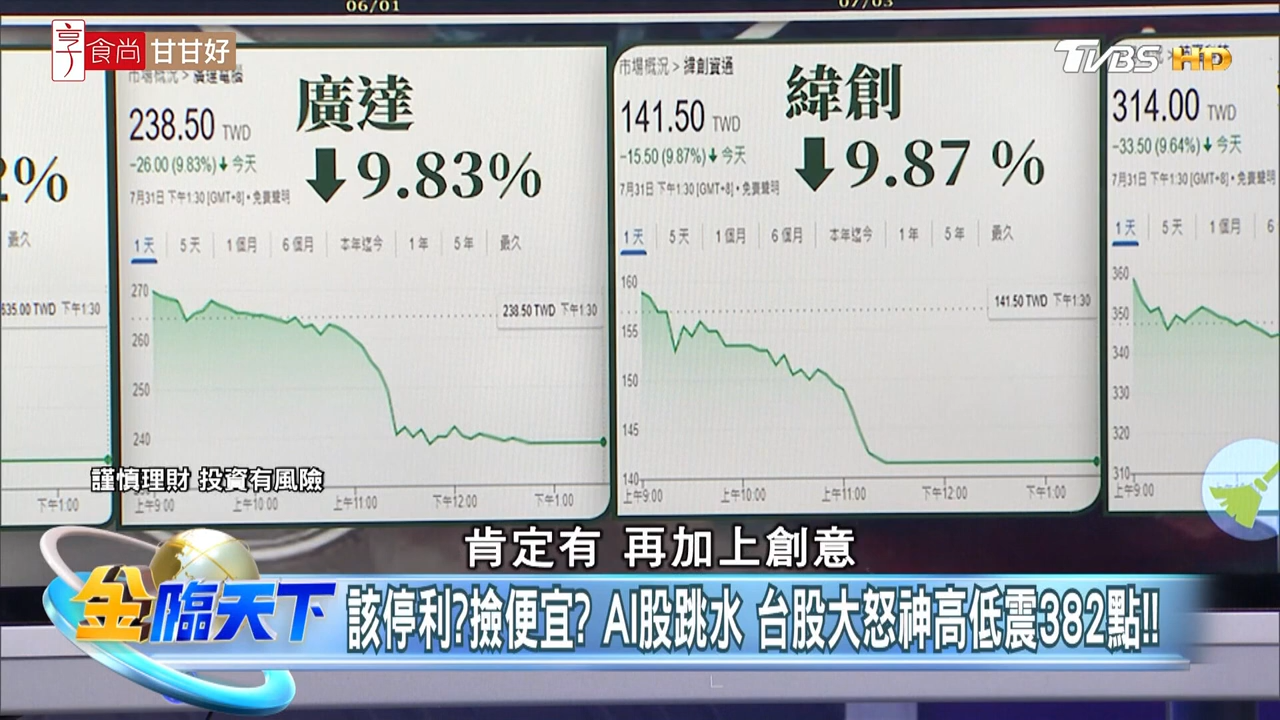 06/01
07/03
享 食尚 甘甘好
TVBS HD
2%
最久
635.00 TWD 下午1:30
下午1:00
市場概況 > 廣達電腦
238.50 TWD
廣達
-26.00 (9.83%) ↓ 今天
↓9.83%
7月31日 下午1:30 [GMT+8] • 免責聲明
1天 5天 1個月 6個月 本年迄今 1年 5年 最久
270
260
250
240
238.50 TWD 下午1:30
上午9:00 上午10:00 上午11:00 下午12:00 下午1:00
市場概況 > 緯創資通
141.50 TWD
緯創
-15.50 (9.87%) ↓ 今天
↓9.87 %
7月31日 下午1:30 [GMT+8] • 免責聲明
1天 5天 1個月 6個月 本年迄今 1年 5年 最久
160
155
150
145
140
141.50 TWD 下午1:30
上午9:00 上午10:00 上午11:00 下午12:00 下午1:00
314.00 TWD
-33.50 (9.64%) ↓ 今天
7月31日 下午1:30 [GMT+8] • 免責聲明
1天 5天 1個月 6
360
350
340
330
320
310
上午9:00
謹慎理財 投資有風險
肯定有 再加上創意
金臨天下
該停利?撿便宜? AI股跳水 台股大怒神高低震382點!!